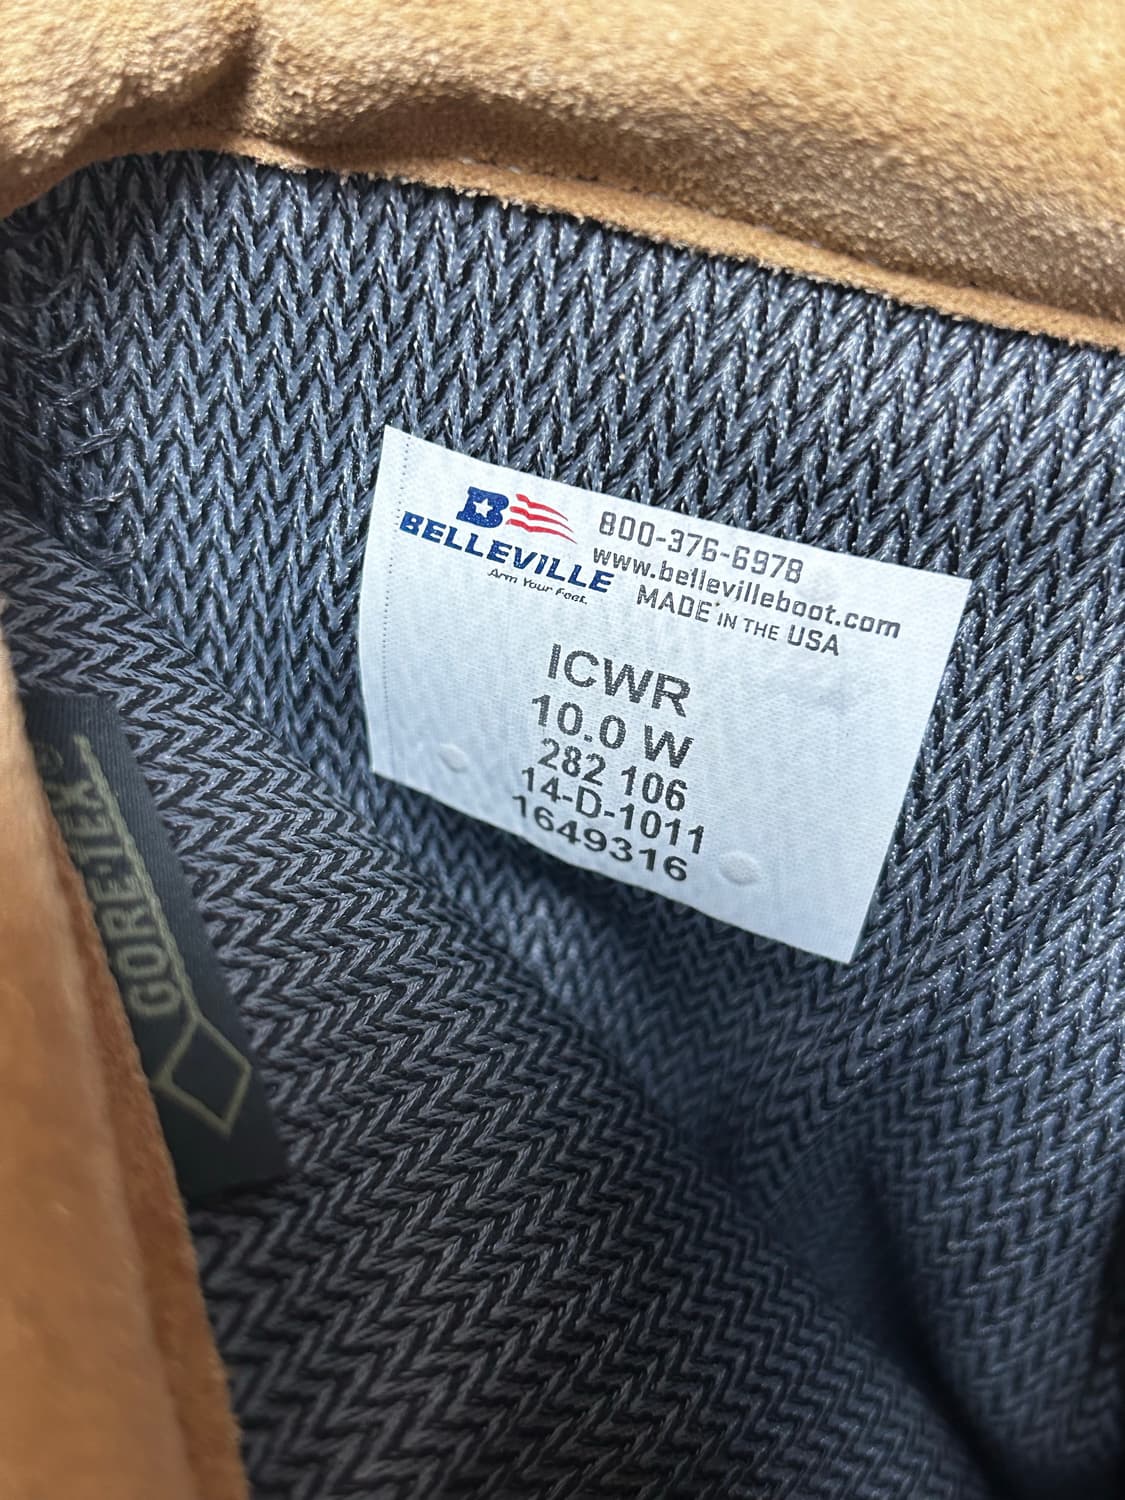 BELLEVILLE
Arm Your Feet.
800-376-6978
www.bellevilleboot.com
MADE IN THE USA
ICWR
10.0 W
282 106
14-D-1011
1649316
GORE-TEX